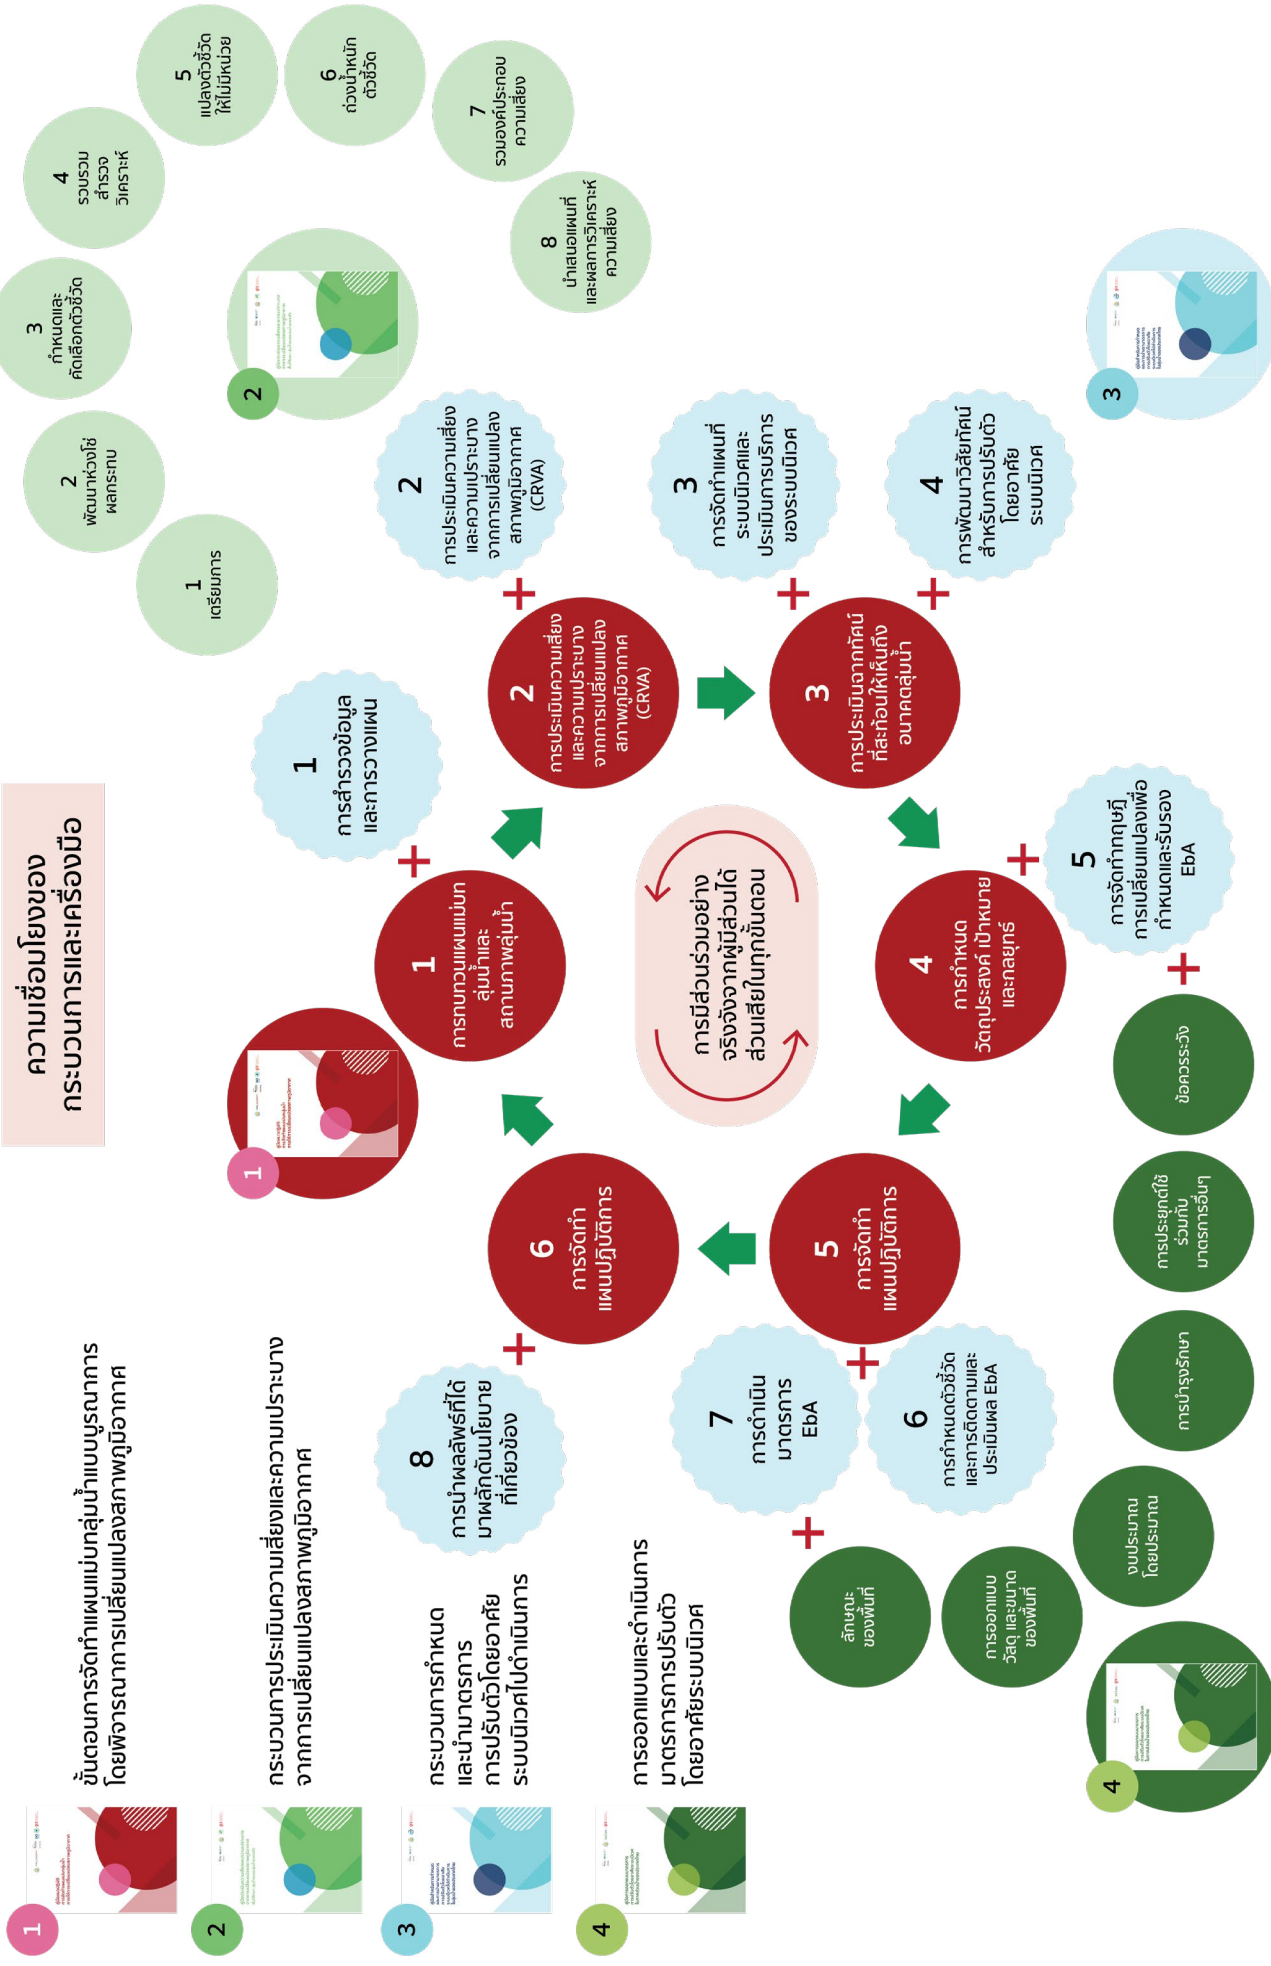 ความเชื่อมโยงของ
กระบวนการและเครื่องมือ
1
ขั้นตอนการจัดทำแผนแม่บทลุ่มน้ำแบบบูรณาการ
โดยพิจารณาการเปลี่ยนแปลงสภาพภูมิอากาศ
2
กระบวนการประเมินความเสี่ยงและความเปราะบาง
จากการเปลี่ยนแปลงสภาพภูมิอากาศ
3
กระบวนการกำหนด
และนำมาตรการ
การปรับตัวโดยอาศัย
ระบบนิเวศไปดำเนินการ
4
การออกแบบและดำเนินการ
มาตรการการปรับตัว
โดยอาศัยระบบนิเวศ
1
1
การทบทวนแผนแม่บท
ลุ่มน้ำและ
สถานภาพลุ่มน้ำ
2
การประเมินความเสี่ยง
และความเปราะบาง
จากการเปลี่ยนแปลง
สภาพภูมิอากาศ
(CRVA)
3
การประเมินฉากทัศน์
ที่สะท้อนให้เห็นถึง
อนาคตลุ่มน้ำ
4
การกำหนด
วัตถุประสงค์ เป้าหมาย
และกลยุทธ์
5
การจัดทำ
แผนปฏิบัติการ
6
การจัดทำ
แผนปฏิบัติการ
การมีส่วนร่วมอย่าง
จริงจังจากผู้มีส่วนได้
ส่วนเสียในทุกขั้นตอน
1
การสำรวจข้อมูล
และการวางแผน
2
การประเมินความเสี่ยง
และความเปราะบาง
จากการเปลี่ยนแปลง
สภาพภูมิอากาศ
(CRVA)
3
การจัดทำแผนที่
ระบบนิเวศและ
ประเมินการบริการ
ของระบบนิเวศ
4
การพัฒนาวิสัยทัศน์
สำหรับการปรับตัว
โดยอาศัย
ระบบนิเวศ
5
การจัดทำทฤษฎี
การเปลี่ยนแปลงเพื่อ
กำหนดและรับรอง
EbA
6
การกำหนดตัวชี้วัด
และการติดตามและ
ประเมินผล EbA
7
การดำเนิน
มาตรการ
EbA
8
การนำผลลัพธ์ที่ได้
มาผลักดันนโยบาย
ที่เกี่ยวข้อง
2
1
เตรียมการ
2
พัฒนาห่วงโซ่
ผลกระทบ
3
กำหนดและ
คัดเลือกตัวชี้วัด
4
รวบรวม
สำรวจ
วิเคราะห์
5
แปลงตัวชี้วัด
ให้ไม่มีหน่วย
6
ถ่วงน้ำหนัก
ตัวชี้วัด
7
รวมองค์ประกอบ
ความเสี่ยง
8
นำเสนอแผนที่
และผลการวิเคราะห์
ความเสี่ยง
3
4
ลักษณะ
ของพื้นที่
การออกแบบ
วัสดุ และขนาด
ของพื้นที่
งบประมาณ
โดยประมาณ
การบำรุงรักษา
การประยุกต์ใช้
ร่วมกับ
มาตรการอื่นๆ
ข้อควรระวัง